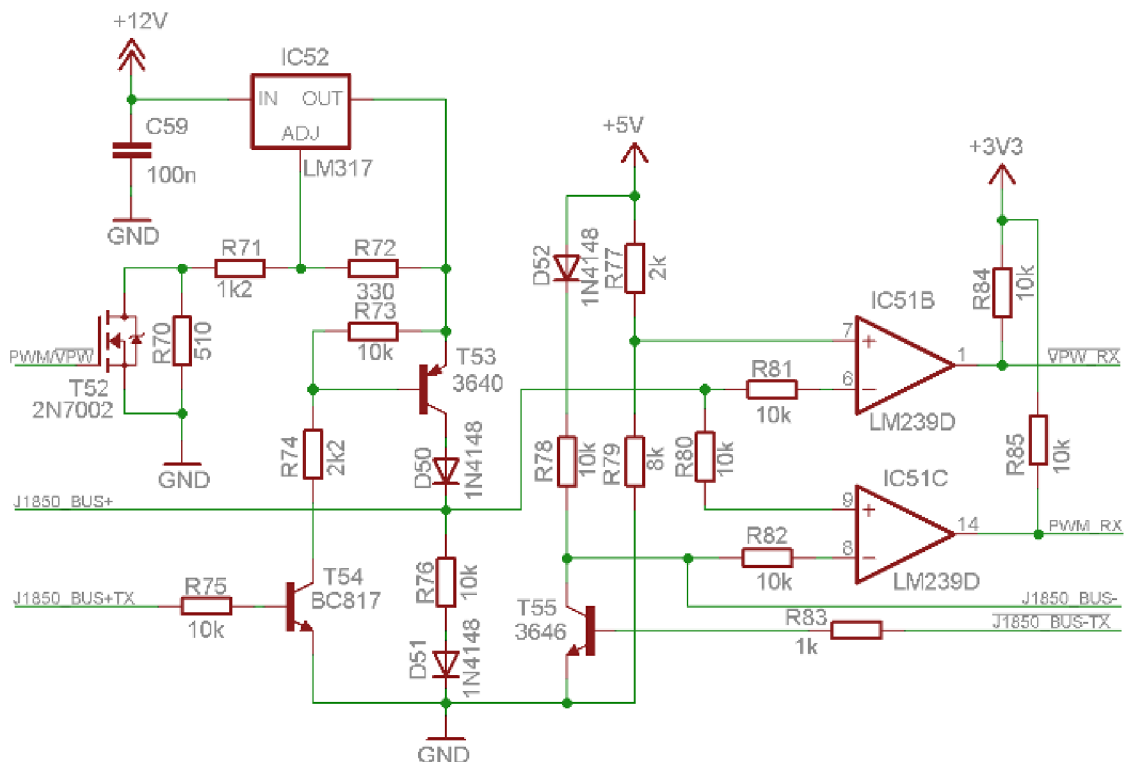 +12V
IC52
IN OUT
ADJ
LM317
C59
100n
GND
R71
1k2
R72
330
R73
10k
R70
510
PWM/VPW
T52
2N7002
GND
T53
3640
R74
2k2
D50
1N4148
J1850_BUS+
J1850_BUS+TX
R75
10k
T54
BC817
R76
10k
D51
1N4148
GND
+5V
D52
1N4148
R77
2k
R78
10k
R79
8k
T55
3646
R81
10k
R80
10k
R82
10k
R83
1k
IC51B
7
+
6
-
1
LM239D
IC51C
9
+
8
-
14
LM239D
+3V3
R84
10k
R85
10k
VPW_RX
PWM_RX
J1850_BUS-
J1850_BUS-TX